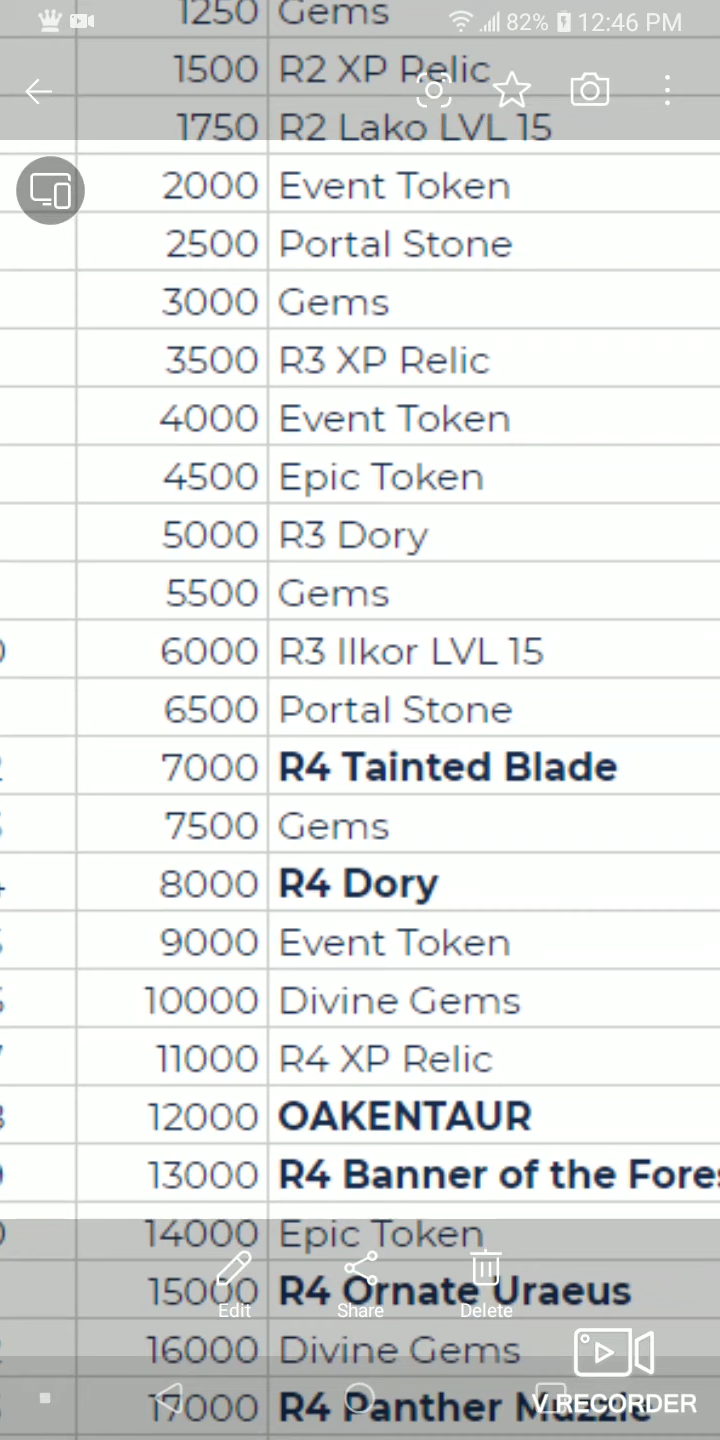 1250 Gems
82% 12:46 PM
1500 R2 XP Relic
1750 R2 Lako LVL 15
2000 Event Token
2500 Portal Stone
3000 Gems
3500 R3 XP Relic
4000 Event Token
4500 Epic Token
5000 R3 Dory
5500 Gems
6000 R3 Ilkor LVL 15
6500 Portal Stone
7000 R4 Tainted Blade
7500 Gems
8000 R4 Dory
9000 Event Token
10000 Divine Gems
11000 R4 XP Relic
12000 OAKENTAUR
13000 R4 Banner of the Fores
14000 Epic Token
15000 R4 Ornate Uraeus
Edit Share Delete
16000 Divine Gems
17000 R4 Panther Muzzle
V.RECORDER